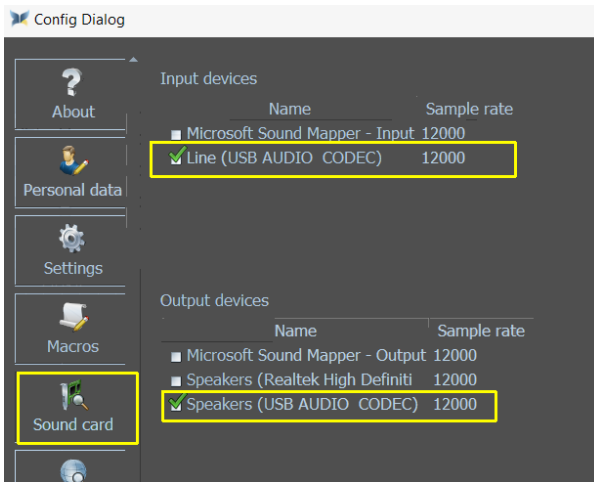 Config Dialog
About
Personal data
Settings
Macros
Sound card
Input devices
Name Sample rate
Microsoft Sound Mapper - Input 12000
Line (USB AUDIO  CODEC) 12000
Output devices
Name Sample rate
Microsoft Sound Mapper - Output 12000
Speakers (Realtek High Definiti 12000
Speakers (USB AUDIO  CODEC) 12000